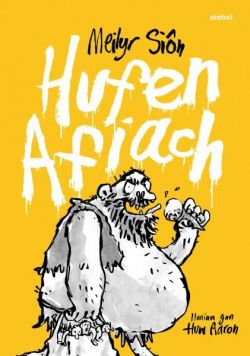 atebol
Meilyr Siôn
Hufen
Afiach
Lluniau gan
Huw Aaron